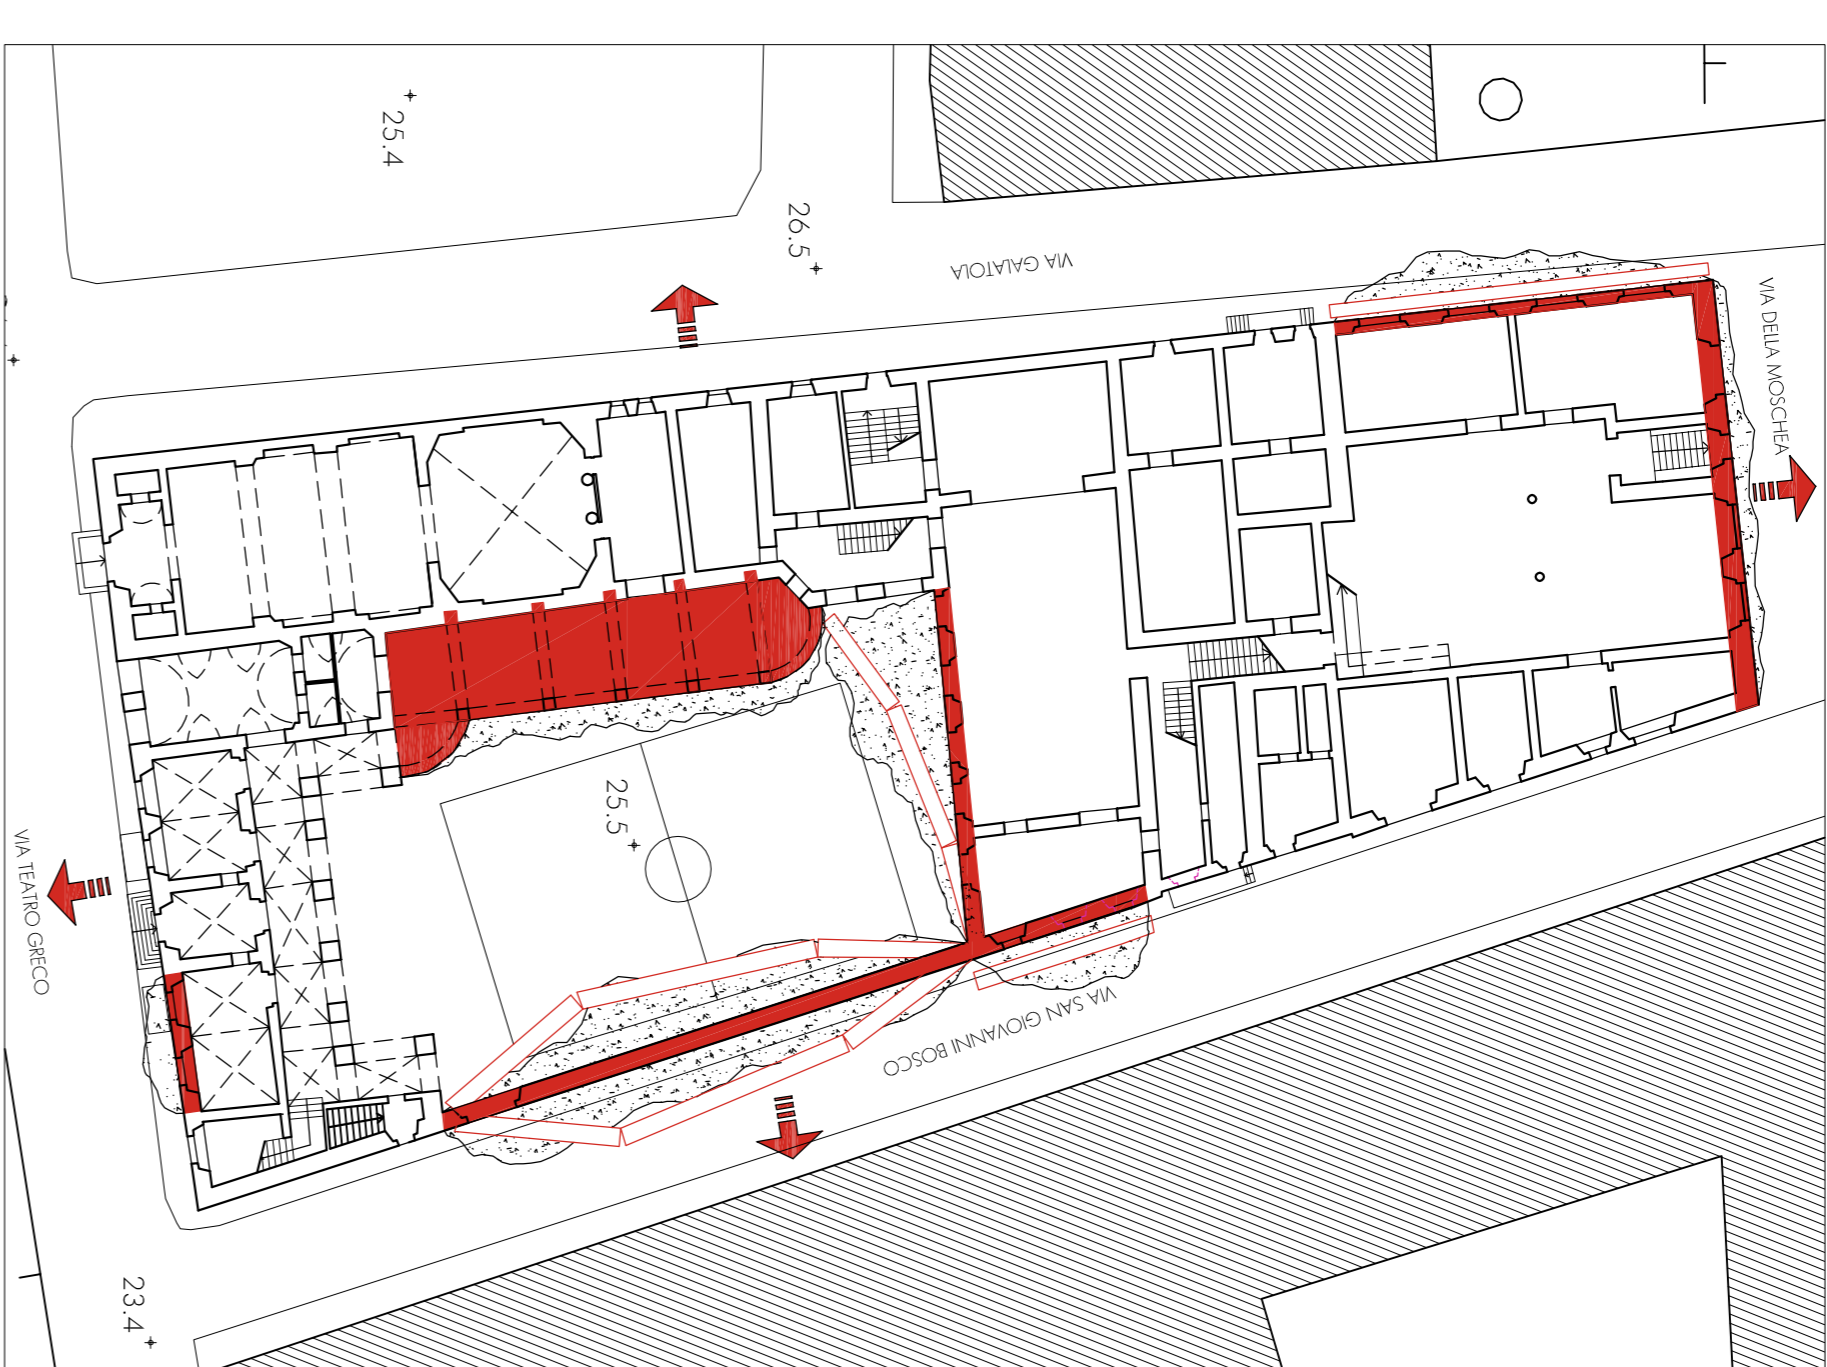 25.4
26.5
VIA GALATOLA
VIA DELLA MOSCHEA
25.5
VIA TEATRO GRECO
VIA SAN GIOVANNI BOSCO
23.4